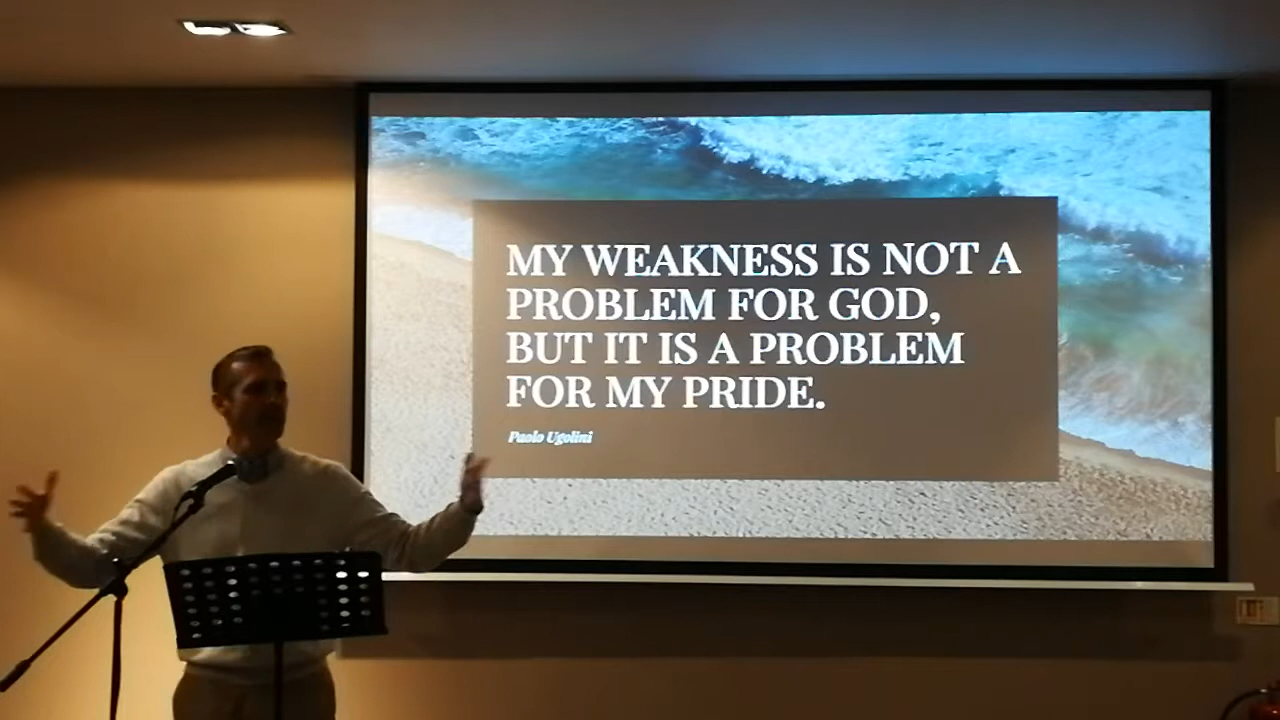 MY WEAKNESS IS NOT A
PROBLEM FOR GOD,
BUT IT IS A PROBLEM
FOR MY PRIDE.
Paolo Ugolini